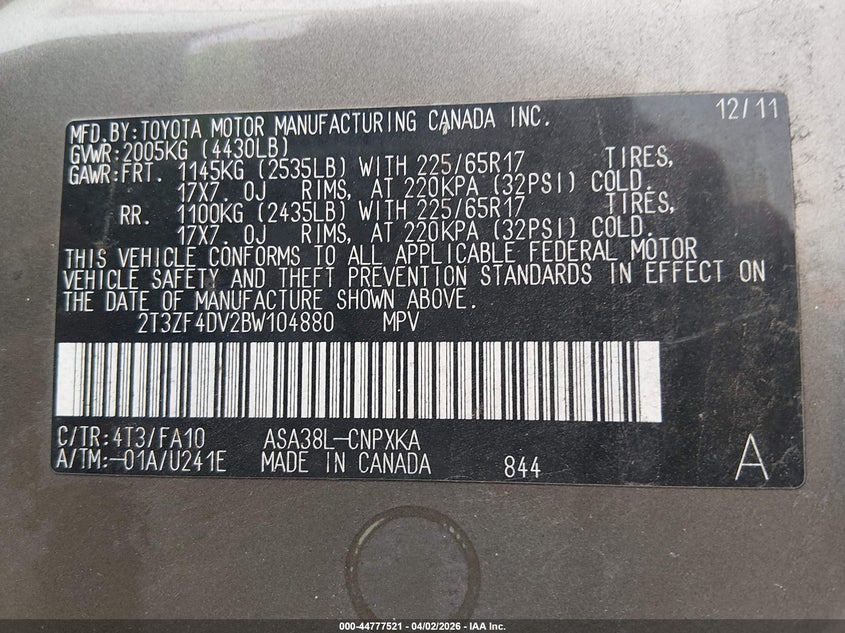 12/11
MFD.BY:TOYOTA MOTOR MANUFACTURING CANADA INC.
GVWR:2005KG (4430LB)
GAWR:FRT. 1145KG (2535LB) WITH 225/65R17 TIRES,
17X7. 0J RIMS, AT 220KPA (32PSI) COLD.
RR. 1100KG (2435LB) WITH 225/65R17 TIRES,
17X7. 0J RIMS, AT 220KPA (32PSI) COLD.
THIS VEHICLE CONFORMS TO ALL APPLICABLE FEDERAL MOTOR
VEHICLE SAFETY AND THEFT PREVENTION STANDARDS IN EFFECT ON
THE DATE OF MANUFACTURE SHOWN ABOVE.
2T3ZF4DV2BW104880 MPV
C/TR:4T3/FA10 ASA38L-CNPXKA
A/TM:-01A/U241E MADE IN CANADA 844 A
000-44777521 - 04/02/2026 - IAA Inc.